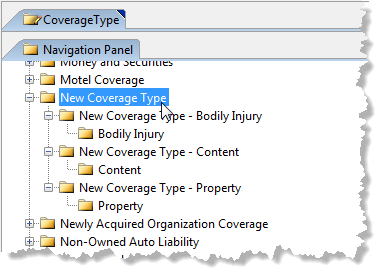 CoverageType
Navigation Panel
Money and Securities
Motel Coverage
New Coverage Type
New Coverage Type - Bodily Injury
Bodily Injury
New Coverage Type - Content
Content
New Coverage Type - Property
Property
Newly Acquired Organization Coverage
Non-Owned Auto Liability